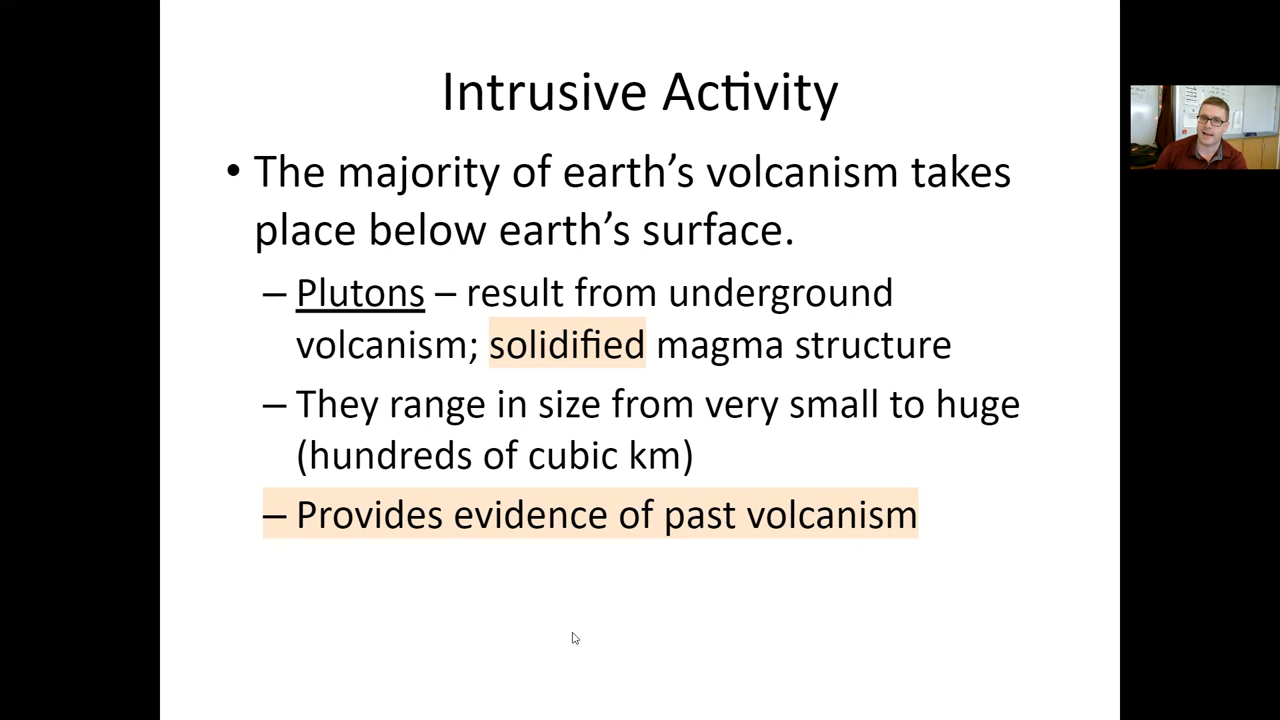 Intrusive Activity
• The majority of earth’s volcanism takes
place below earth’s surface.
– Plutons – result from underground
volcanism; solidified magma structure
– They range in size from very small to huge
(hundreds of cubic km)
– Provides evidence of past volcanism